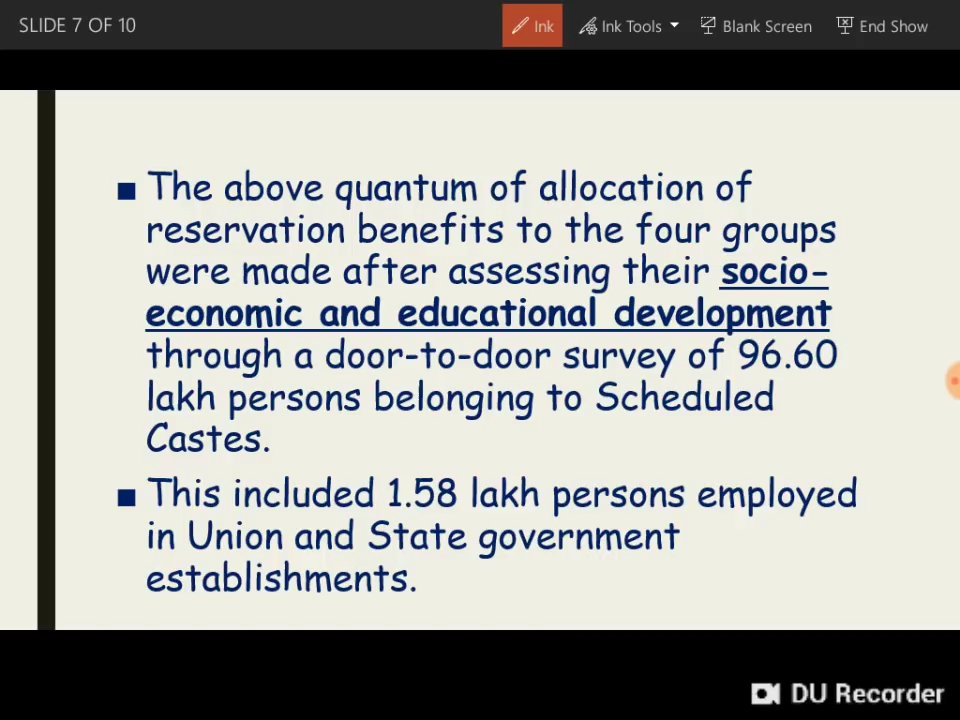 SLIDE 7 OF 10
Ink
Ink Tools
Blank Screen
End Show
■ The above quantum of allocation of
reservation benefits to the four groups
were made after assessing their socio-
economic and educational development
through a door-to-door survey of 96.60
lakh persons belonging to Scheduled
Castes.
■ This included 1.58 lakh persons employed
in Union and State government
establishments.
DU Recorder